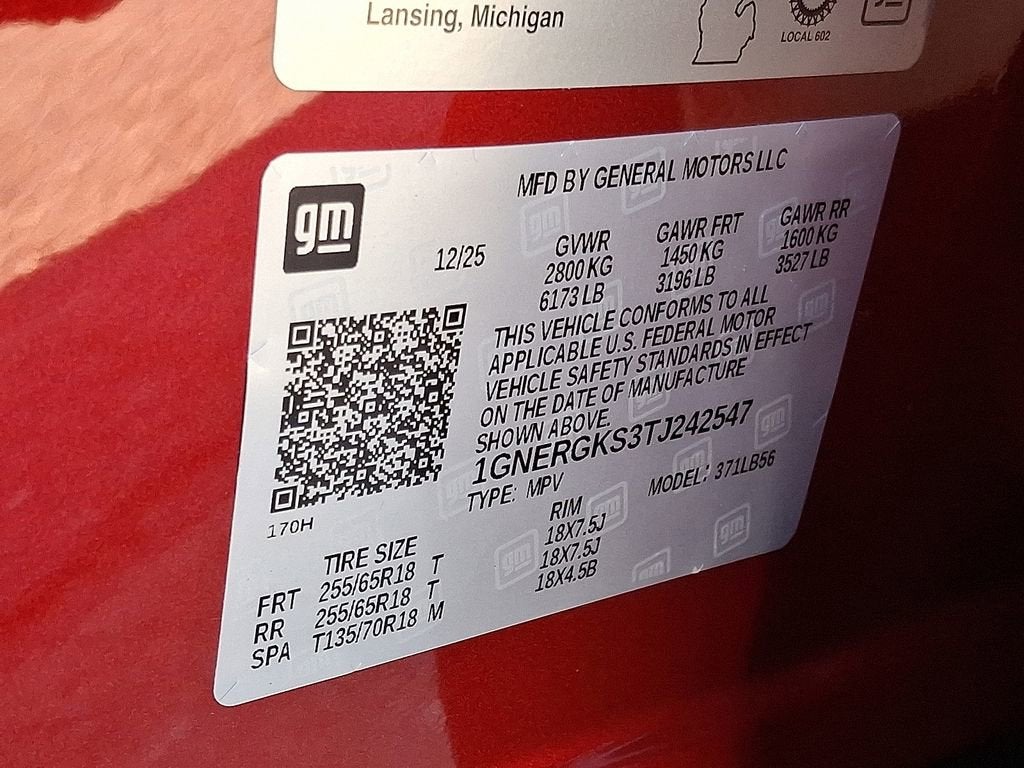 Lansing, Michigan
LOCAL 602
MFD BY GENERAL MOTORS LLC
gm
12/25
GVWR GAWR FRT GAWR RR
2800 KG 1450 KG 1600 KG
6173 LB 3196 LB 3527 LB
THIS VEHICLE CONFORMS TO ALL
APPLICABLE U.S. FEDERAL MOTOR
VEHICLE SAFETY STANDARDS IN EFFECT
ON THE DATE OF MANUFACTURE
SHOWN ABOVE.
1GNERGKS3TJ242547
TYPE: MPV MODEL: 371LB56
170H
TIRE SIZE RIM
FRT 255/65R18 T 18X7.5J
RR 255/65R18 T 18X7.5J
SPA T135/70R18 M 18X4.5B